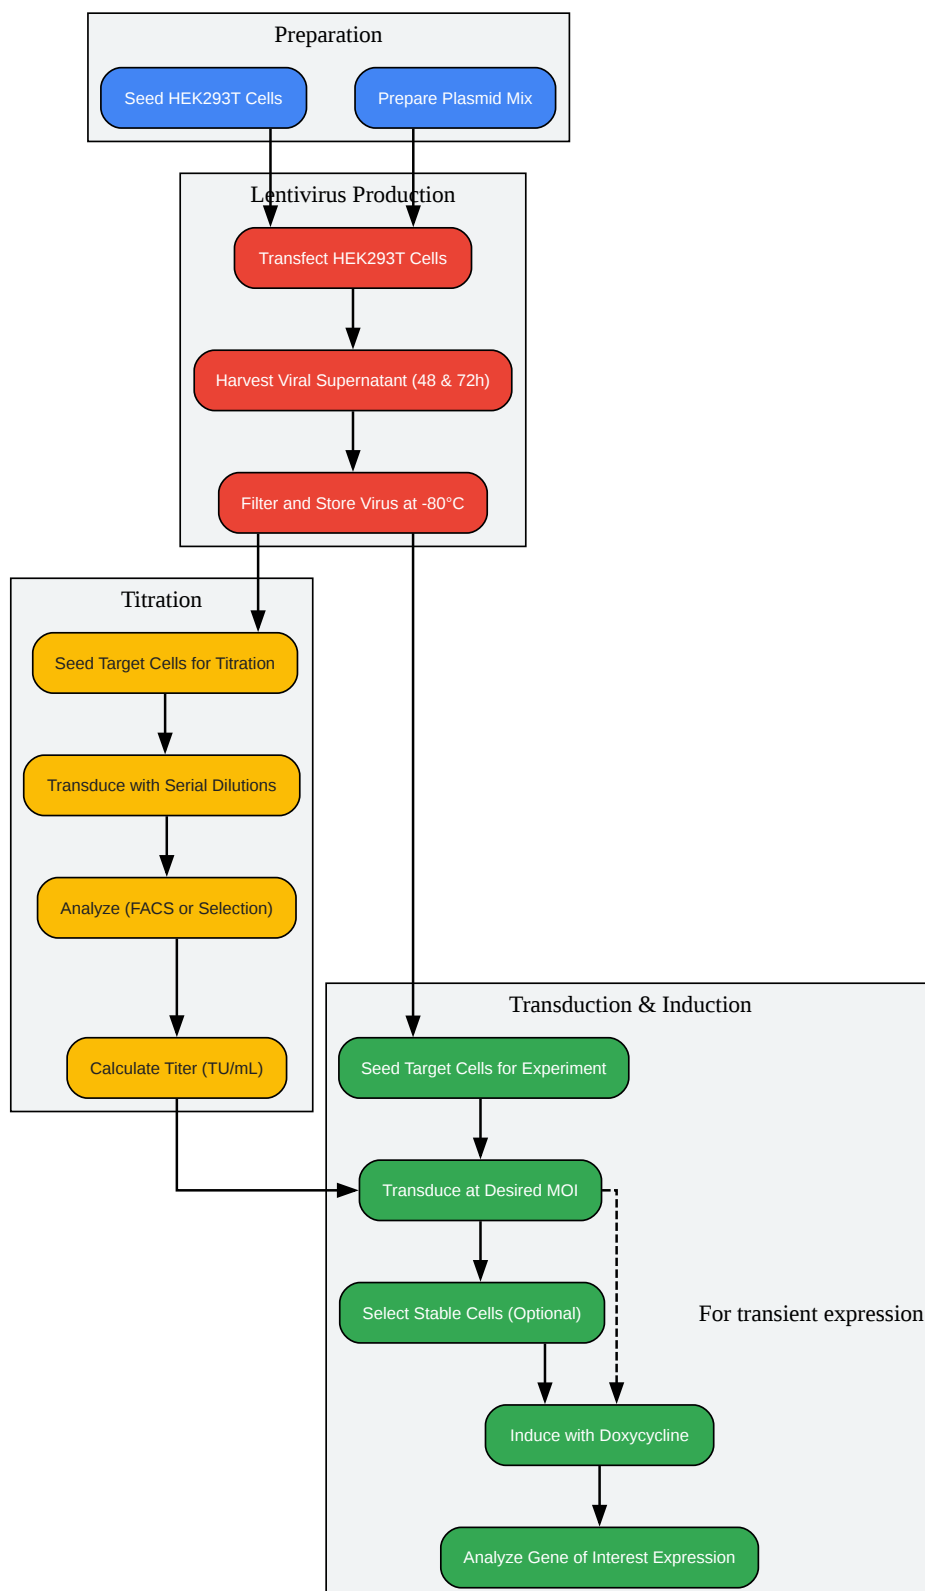 Preparation
Seed HEK293T Cells
Prepare Plasmid Mix
Lentivirus Production
Transfect HEK293T Cells
Harvest Viral Supernatant (48 & 72h)
Filter and Store Virus at -80°C
Titration
Seed Target Cells for Titration
Transduce with Serial Dilutions
Analyze (FACS or Selection)
Calculate Titer (TU/mL)
Transduction & Induction
Seed Target Cells for Experiment
Transduce at Desired MOI
Select Stable Cells (Optional)
For transient expression
Induce with Doxycycline
Analyze Gene of Interest Expression